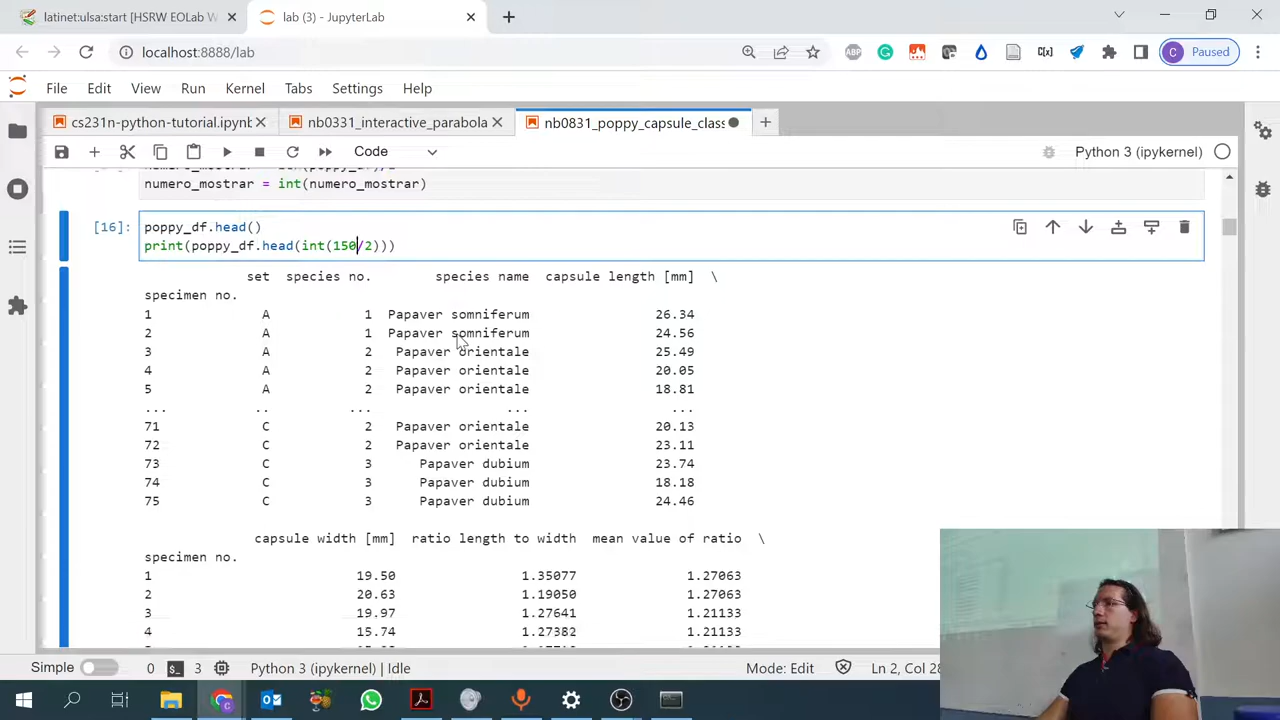 latinet:ulsa:start [HSRW EOLab W
lab (3) - JupyterLab
localhost:8888/lab
ABP
C[x]
C Paused
File Edit View Run Kernel Tabs Settings Help
cs231n-python-tutorial.ipynb
nb0331_interactive_parabola
nb0831_poppy_capsule_class
Code
Python 3 (ipykernel)
numero_mostrar = int(numero_mostrar)
[16]: poppy_df.head()
print(poppy_df.head(int(150/2)))
set species no. species name capsule length [mm] \
specimen no.
1 A 1 Papaver somniferum 26.34
2 A 1 Papaver somniferum 24.56
3 A 2 Papaver orientale 25.49
4 A 2 Papaver orientale 20.05
5 A 2 Papaver orientale 18.81
... .. ... ... ...
71 C 2 Papaver orientale 20.13
72 C 2 Papaver orientale 23.11
73 C 3 Papaver dubium 23.74
74 C 3 Papaver dubium 18.18
75 C 3 Papaver dubium 24.46
capsule width [mm] ratio length to width mean value of ratio \
specimen no.
1 19.50 1.35077 1.27063
2 20.63 1.19050 1.27063
3 19.97 1.27641 1.21133
4 15.74 1.27382 1.21133
Simple 0 3 Python 3 (ipykernel) | Idle Mode: Edit Ln 2, Col 28